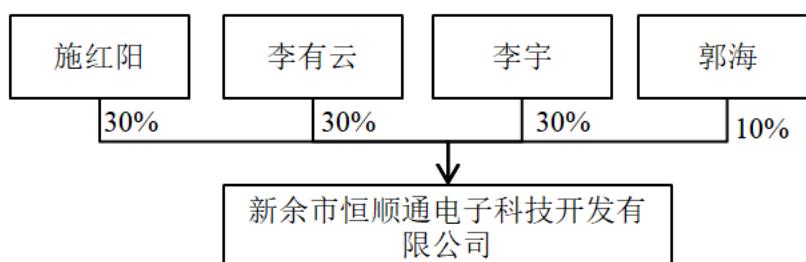 施红阳
李有云
李宇
郭海
30%
30%
30%
10%
新余市恒顺通电子科技开发有
限公司